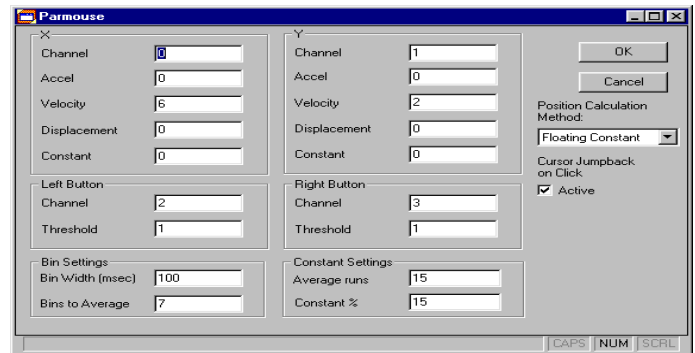 Parmouse
X
Channel 0
Accel 0
Velocity 6
Displacement 0
Constant 0
Y
Channel 1
Accel 0
Velocity 2
Displacement 0
Constant 0
OK
Cancel
Position Calculation
Method:
Floating Constant
Cursor Jumpback
on Click
Active
Left Button
Channel 2
Threshold 1
Right Button
Channel 3
Threshold 1
Bin Settings
Bin Width (msec) 100
Bins to Average 7
Constant Settings
Average runs 15
Constant % 15
CAPS NUM SCRL